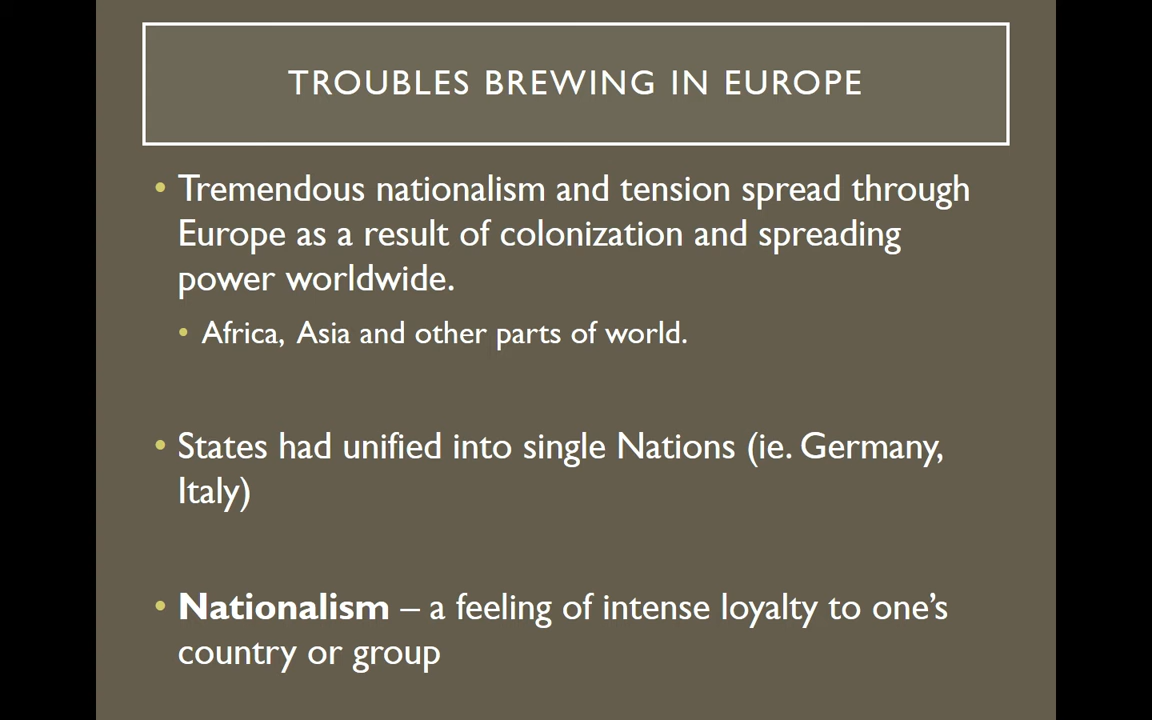 TROUBLES BREWING IN EUROPE
• Tremendous nationalism and tension spread through
Europe as a result of colonization and spreading
power worldwide.
• Africa, Asia and other parts of world.
• States had unified into single Nations (ie. Germany,
Italy)
• Nationalism – a feeling of intense loyalty to one’s
country or group